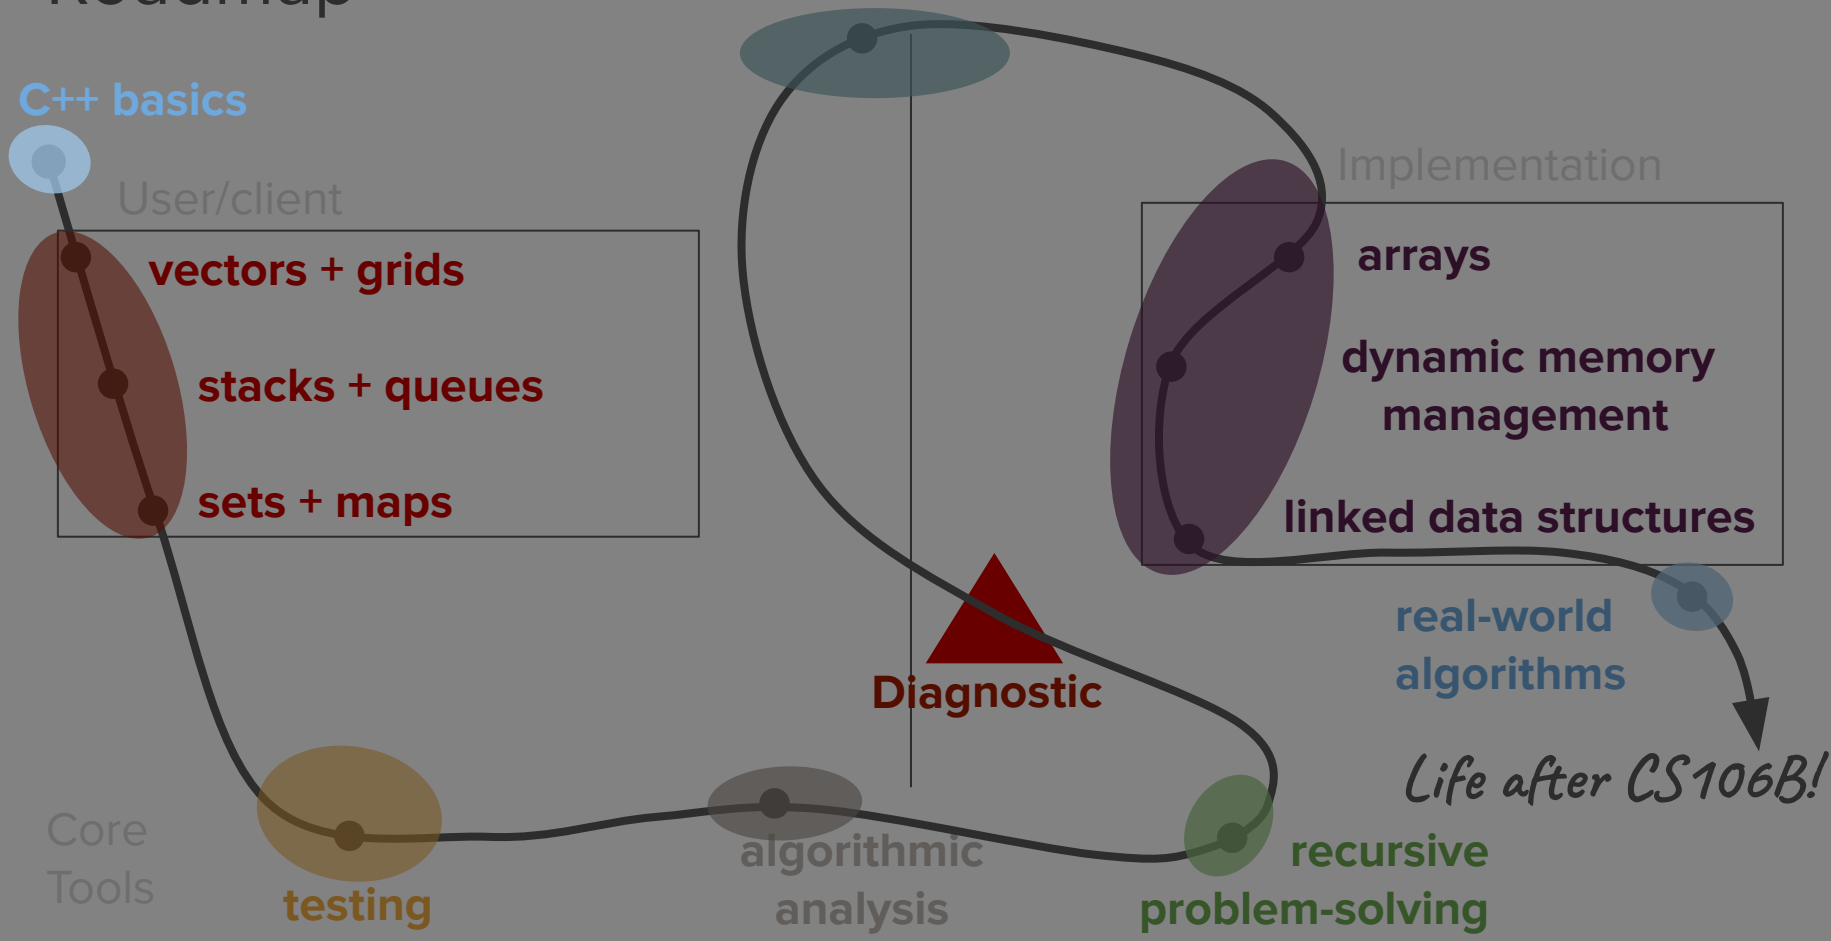 Roadmap
C++ basics
User/client
vectors + grids
stacks + queues
sets + maps
Implementation
arrays
dynamic memory
management
linked data structures
real-world
algorithms
Life after CS106B!
Diagnostic
Core
Tools
testing
algorithmic
analysis
recursive
problem-solving